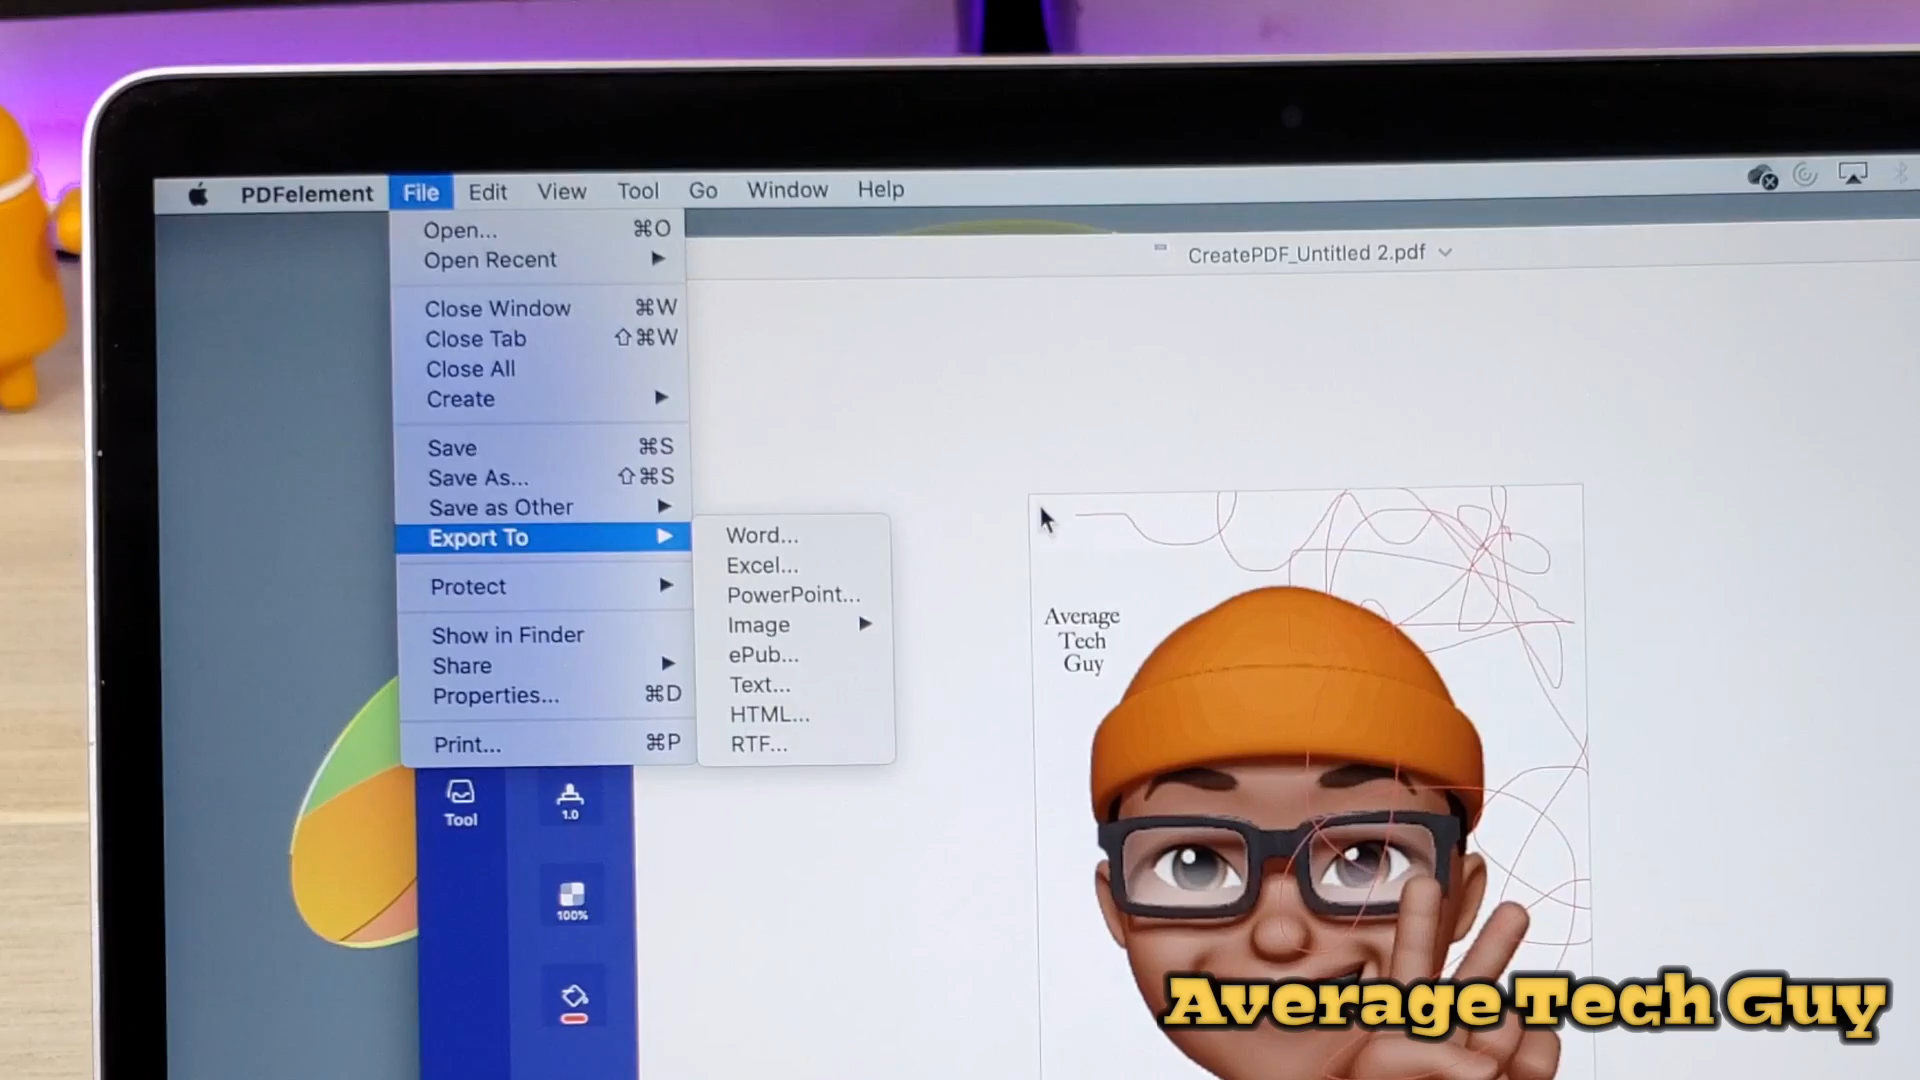 PDFelement File Edit View Tool Go Window Help
Open... ⌘O
Open Recent
Close Window ⌘W
Close Tab ⇧⌘W
Close All
Create
Save ⌘S
Save As... ⇧⌘S
Save as Other
Export To
Protect
Show in Finder
Share
Properties... ⌘D
Print... ⌘P
Word...
Excel...
PowerPoint...
Image
ePub...
Text...
HTML...
RTF...
CreatePDF_Untitled 2.pdf
Tool
1.0
100%
Average
Tech
Guy
Average Tech Guy